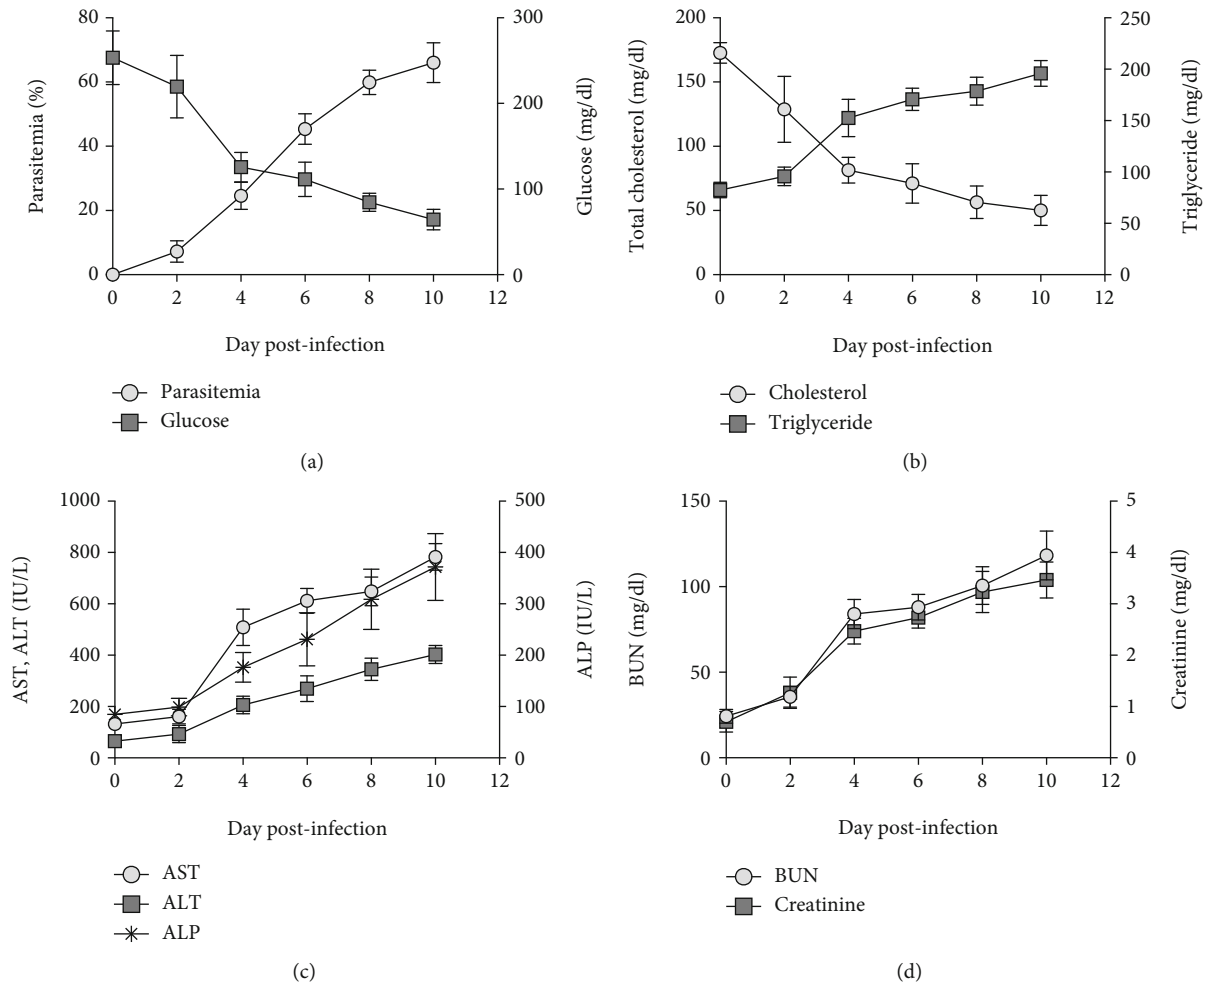 80
60
40
20
0
Parasitemia (%)
300
200
100
0
Glucose (mg/dl)
0 2 4 6 8 10 12
Day post-infection
Parasitemia
Glucose
(a)
200
150
100
50
0
Total cholesterol (mg/dl)
250
200
150
100
50
0
Triglyceride (mg/dl)
0 2 4 6 8 10 12
Day post-infection
Cholesterol
Triglyceride
(b)
1000
800
600
400
200
0
AST, ALT (IU/L)
500
400
300
200
100
0
ALP (IU/L)
0 2 4 6 8 10 12
Day post-infection
AST
ALT
ALP
(c)
150
100
50
0
BUN (mg/dl)
5
4
3
2
1
0
Creatinine (mg/dl)
0 2 4 6 8 10 12
Day post-infection
BUN
Creatinine
(d)